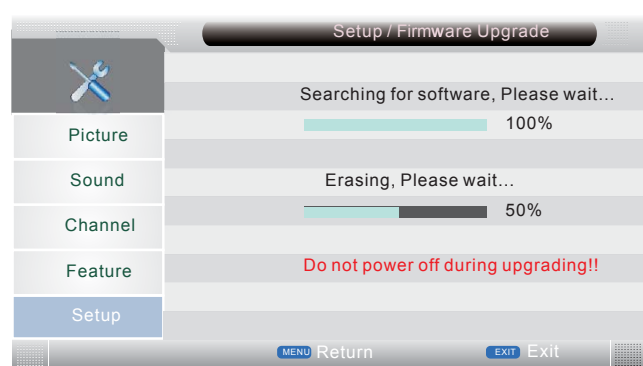 Setup / Firmware Upgrade
Searching for software, Please wait...
100%
Picture
Sound
Erasing, Please wait...
50%
Channel
Feature
Do not power off during upgrading!!
Setup
MENU Return
EXIT Exit